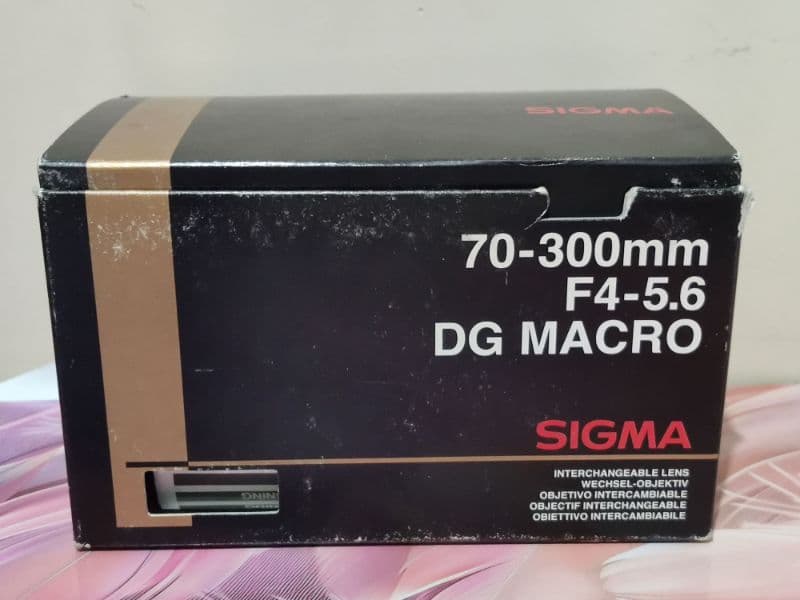 SIGMA
70-300mm
F4-5.6
DG MACRO
SIGMA
INTERCHANGEABLE LENS
WECHSEL-OBJEKTIV
OBJETIVO INTERCAMBIABLE
OBJECTIF INTERCHANGEABLE
OBIETTIVO INTERCAMBIABILE
NING